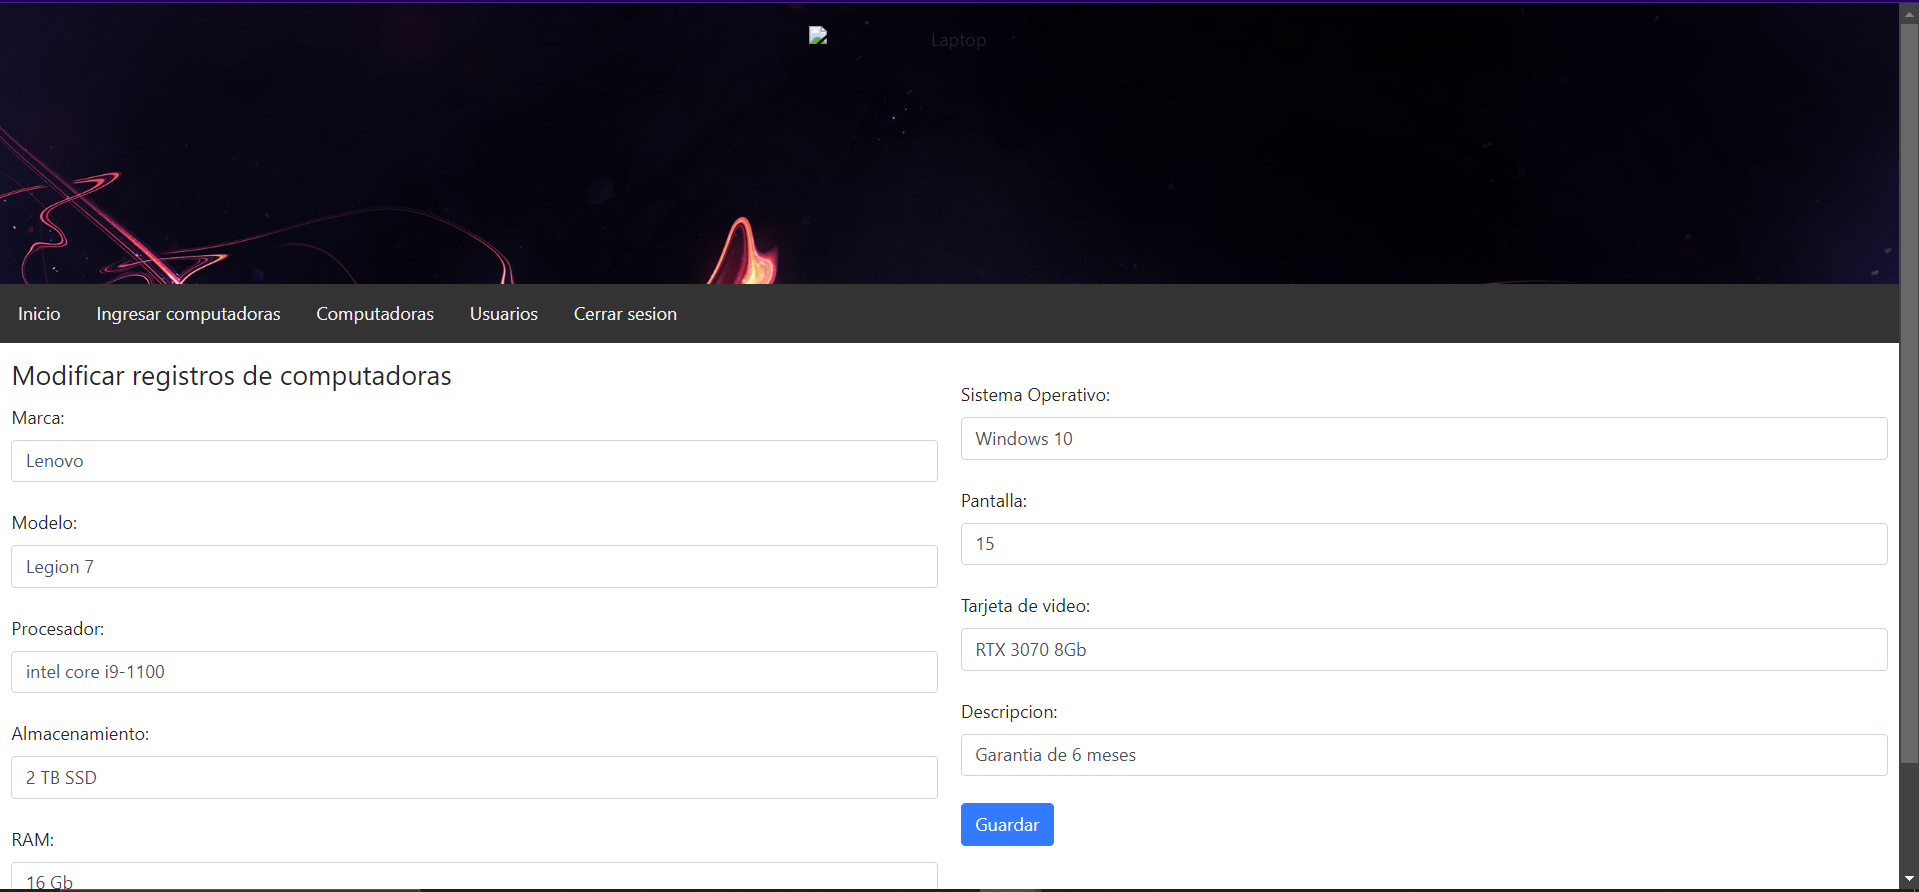 Laptop
Inicio Ingresar computadoras Computadoras Usuarios Cerrar sesion
Modificar registros de computadoras
Marca:
Lenovo
Modelo:
Legion 7
Procesador:
intel core i9-1100
Almacenamiento:
2 TB SSD
RAM:
16 Gb
Sistema Operativo:
Windows 10
Pantalla:
15
Tarjeta de video:
RTX 3070 8Gb
Descripcion:
Garantia de 6 meses
Guardar